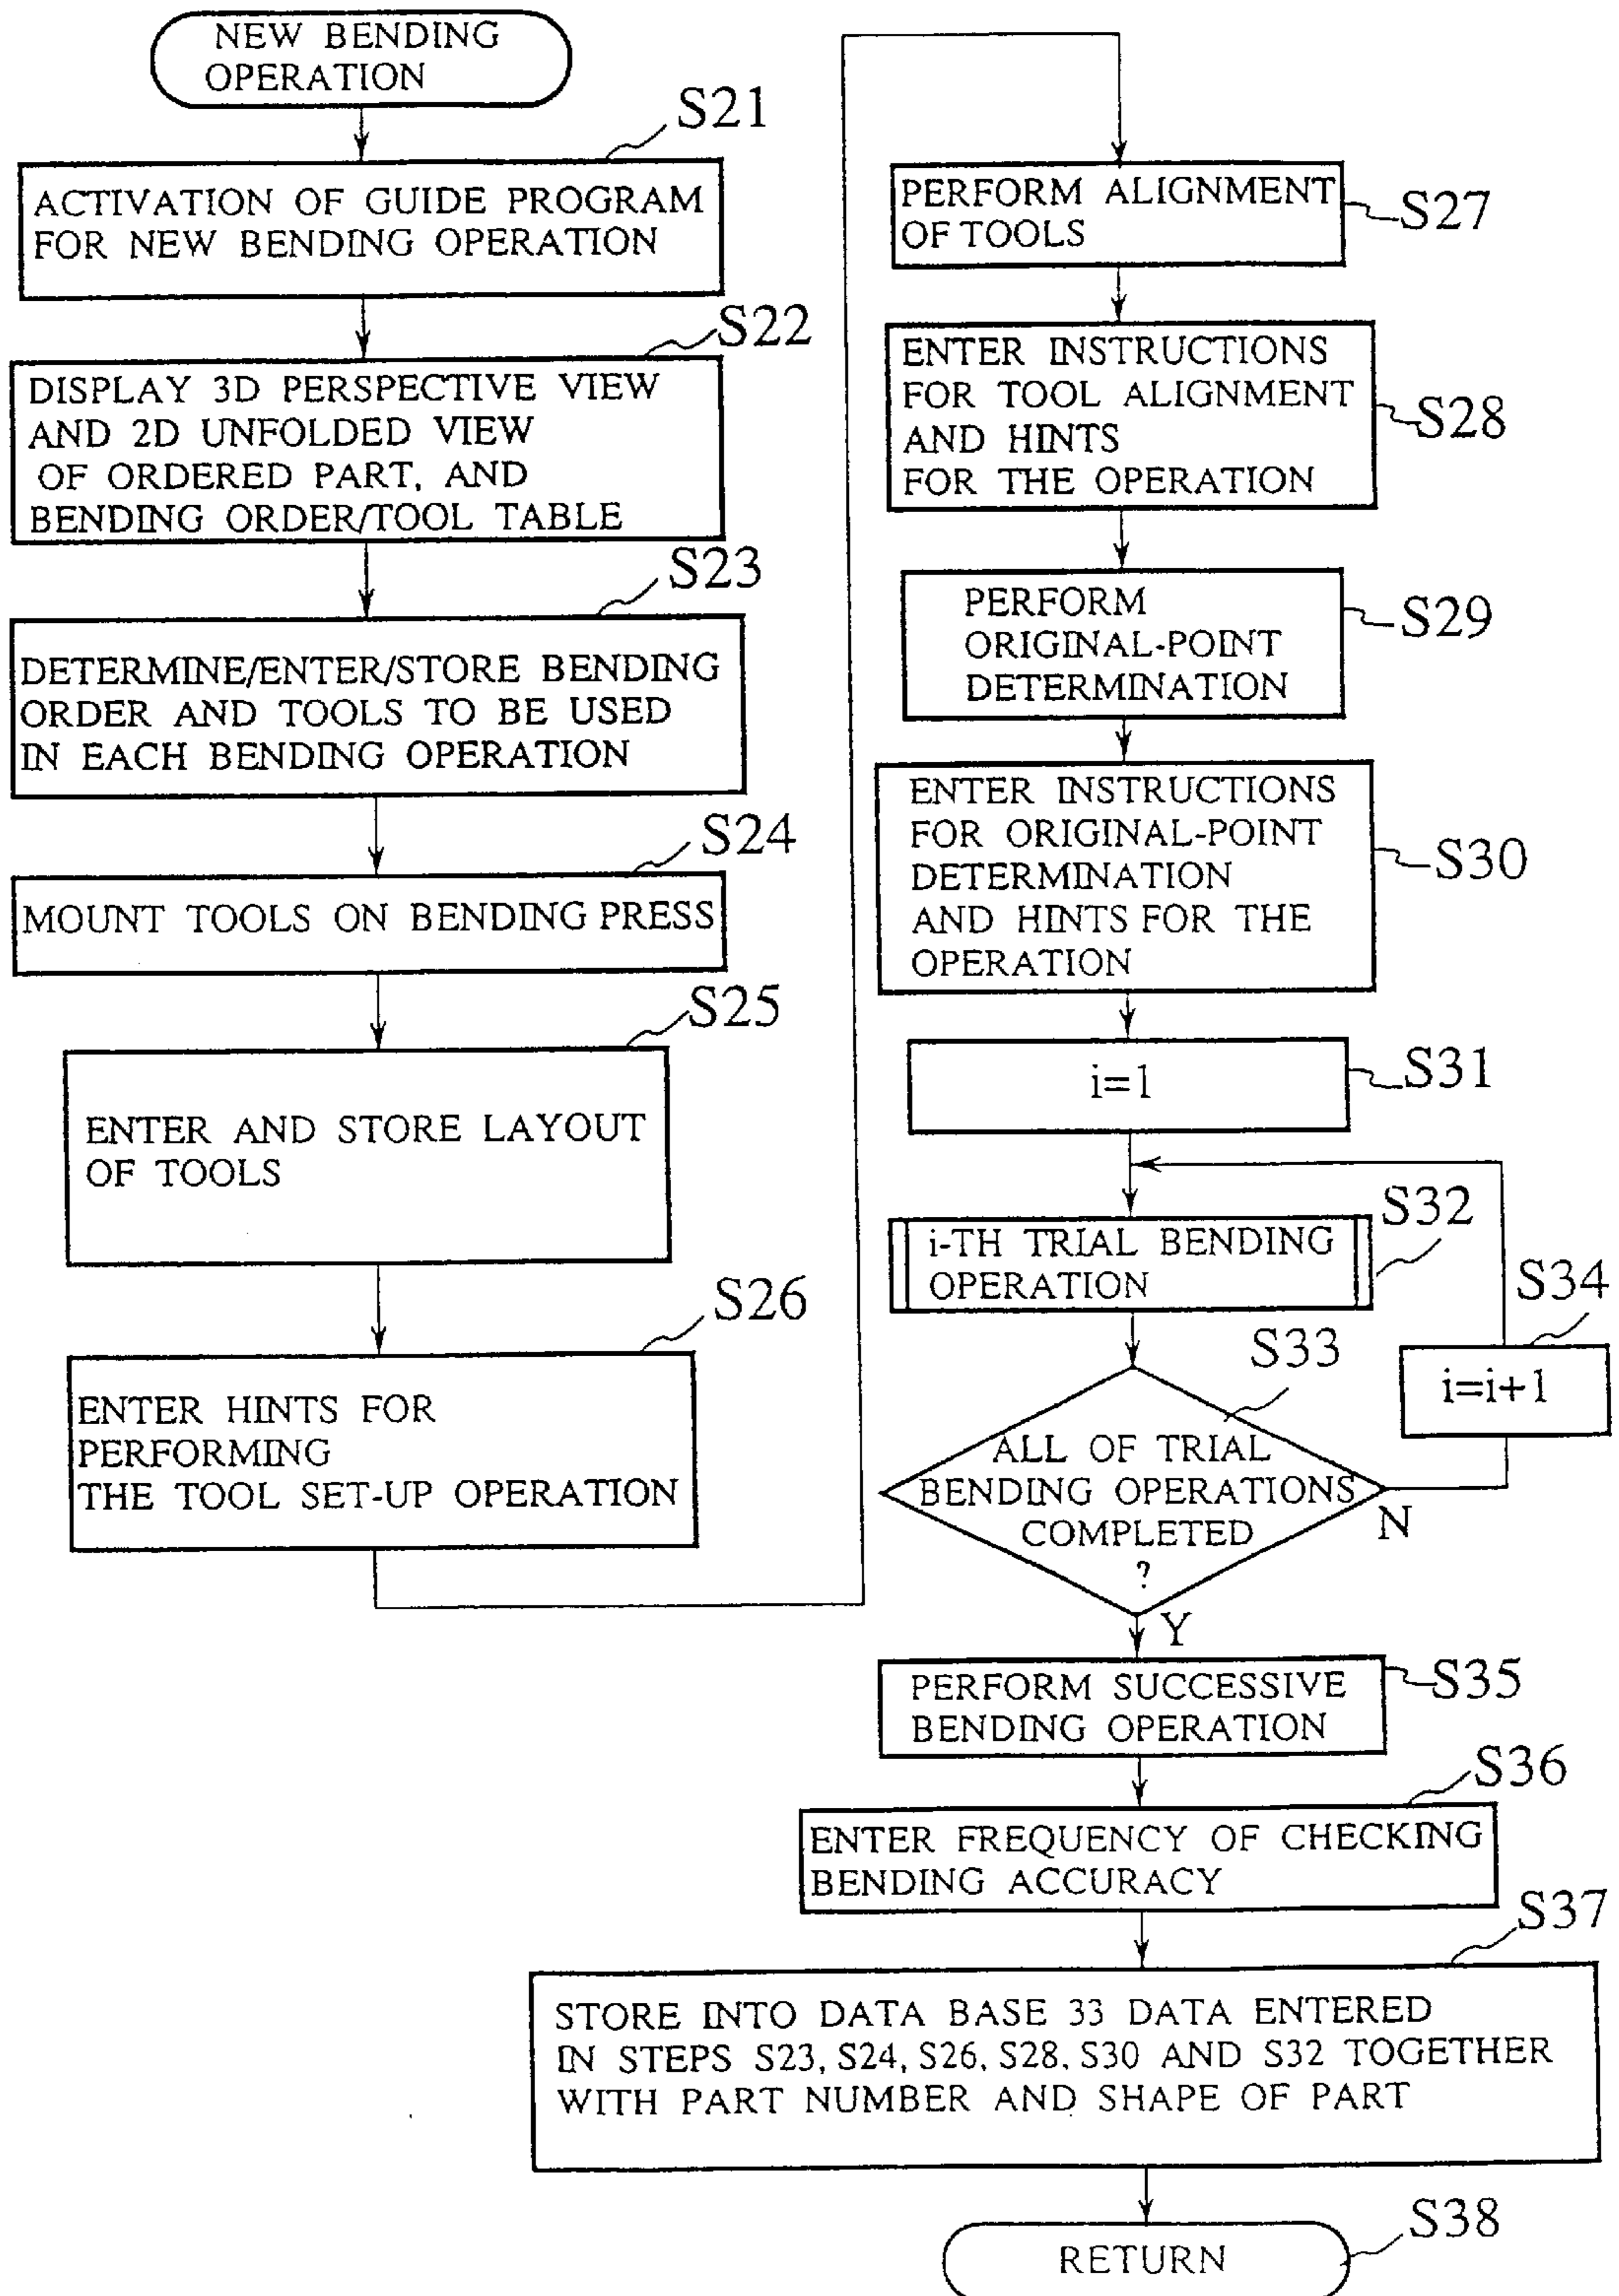 NEW BENDING
OPERATION
S21
ACTIVATION OF GUIDE PROGRAM
FOR NEW BENDING OPERATION
S22
DISPLAY 3D PERSPECTIVE VIEW
AND 2D UNFOLDED VIEW
OF ORDERED PART, AND
BENDING ORDER/TOOL TABLE
S23
DETERMINE/ENTER/STORE BENDING
ORDER AND TOOLS TO BE USED
IN EACH BENDING OPERATION
S24
MOUNT TOOLS ON BENDING PRESS
S25
ENTER AND STORE LAYOUT
OF TOOLS
S26
ENTER HINTS FOR
PERFORMING
THE TOOL SET-UP OPERATION
PERFORM ALIGNMENT
OF TOOLS
S27
ENTER INSTRUCTIONS
FOR TOOL ALIGNMENT
AND HINTS
FOR THE OPERATION
S28
PERFORM
ORIGINAL-POINT
DETERMINATION
S29
ENTER INSTRUCTIONS
FOR ORIGINAL-POINT
DETERMINATION
AND HINTS FOR THE
OPERATION
S30
i=1
S31
i-TH TRIAL BENDING
OPERATION
S32
S33
ALL OF TRIAL
BENDING OPERATIONS
COMPLETED
?
N
S34
i=i+1
Y
PERFORM SUCCESSIVE
BENDING OPERATION
S35
S36
ENTER FREQUENCY OF CHECKING
BENDING ACCURACY
S37
STORE INTO DATA BASE 33 DATA ENTERED
IN STEPS S23, S24, S26, S28, S30 AND S32 TOGETHER
WITH PART NUMBER AND SHAPE OF PART
RETURN
S38